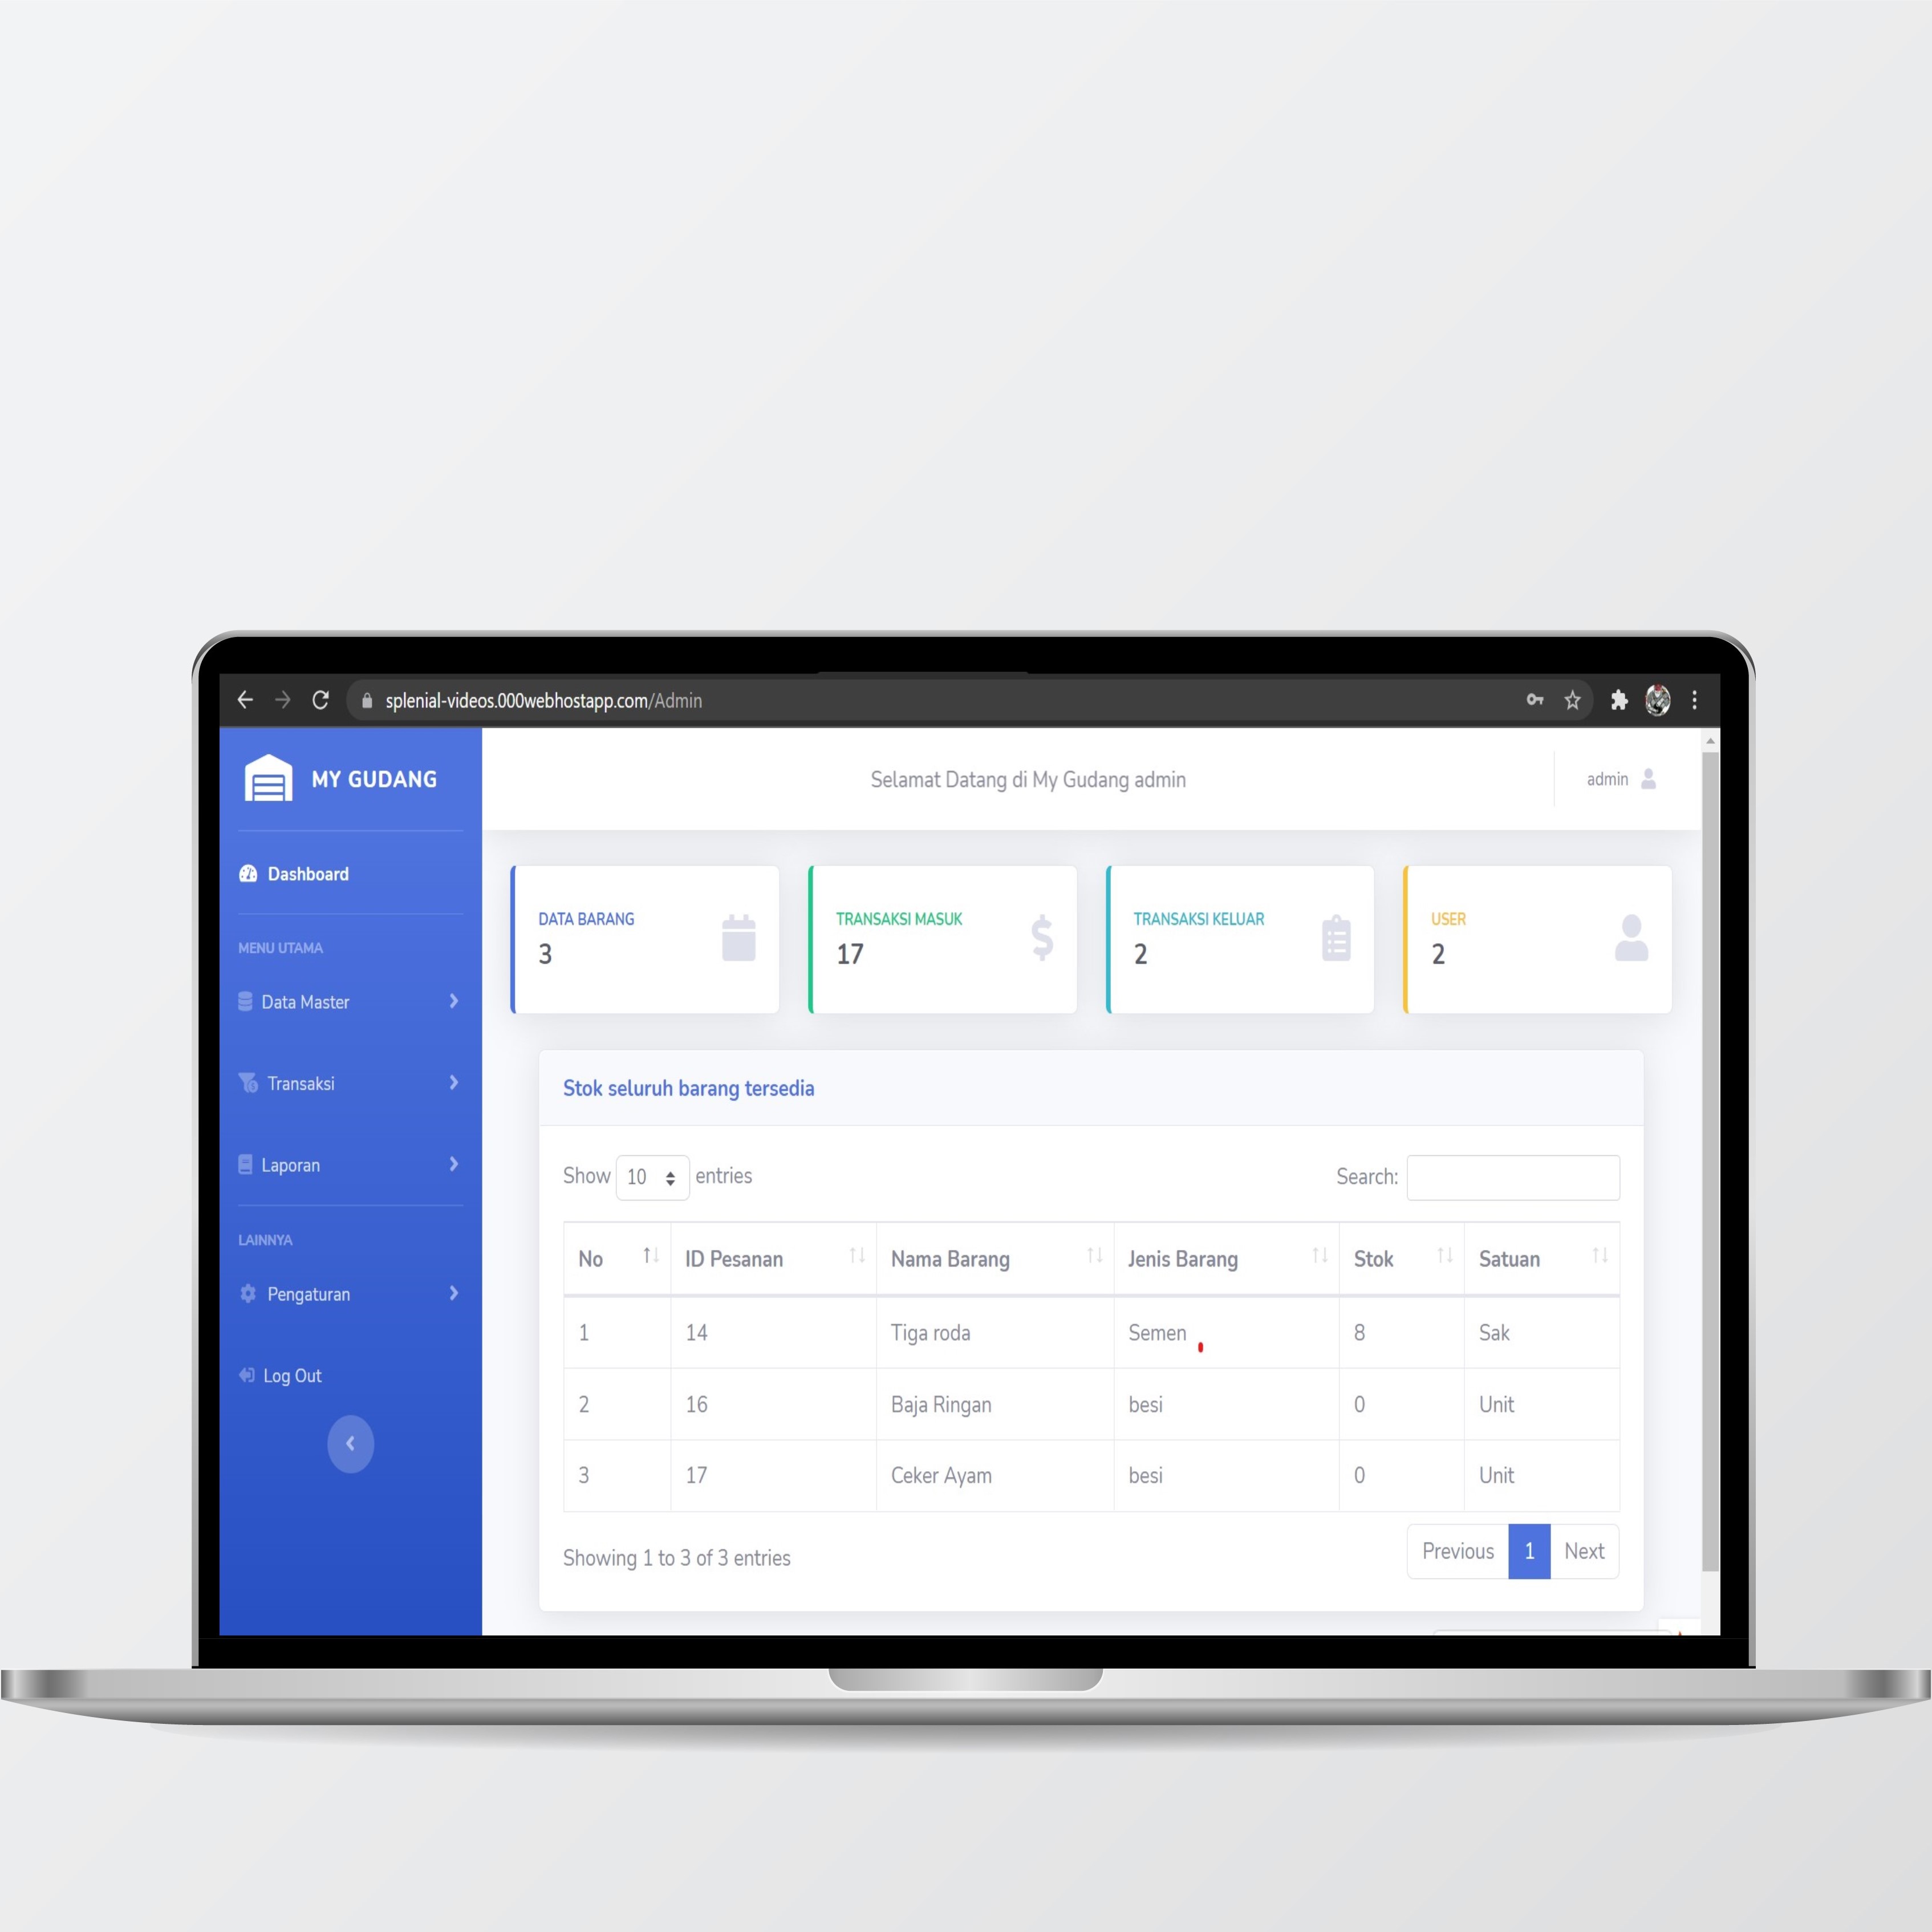 splenial-videos.000webhostapp.com/Admin
MY GUDANG
Selamat Datang di My Gudang admin
admin
Dashboard
MENU UTAMA
Data Master
Transaksi
Laporan
LAINNYA
Pengaturan
Log Out
DATA BARANG
3
TRANSAKSI MASUK
17
TRANSAKSI KELUAR
2
USER
2
Stok seluruh barang tersedia
Show 10 entries
Search:
No ID Pesanan Nama Barang Jenis Barang Stok Satuan
1 14 Tiga roda Semen 8 Sak
2 16 Baja Ringan besi 0 Unit
3 17 Ceker Ayam besi 0 Unit
Showing 1 to 3 of 3 entries
Previous 1 Next